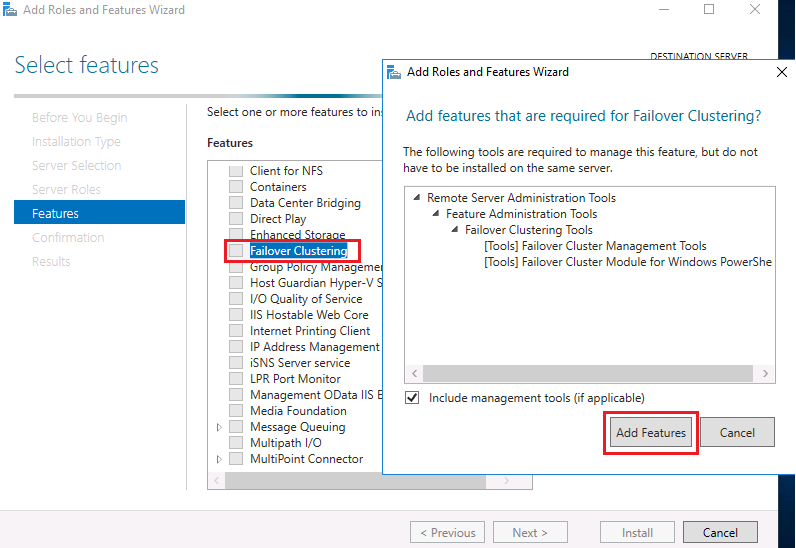 Add Roles and Features Wizard
Select features
DESTINATION SERVER
Before You Begin
Installation Type
Server Selection
Server Roles
Features
Confirmation
Results
Select one or more features to ins
Features
Client for NFS
Containers
Data Center Bridging
Direct Play
Enhanced Storage
Failover Clustering
Group Policy Managemen
Host Guardian Hyper-V S
I/O Quality of Service
IIS Hostable Web Core
Internet Printing Client
IP Address Management
iSNS Server service
LPR Port Monitor
Management OData IIS E
Media Foundation
Message Queuing
Multipath I/O
MultiPoint Connector
Add Roles and Features Wizard
Add features that are required for Failover Clustering?
The following tools are required to manage this feature, but do not
have to be installed on the same server.
Remote Server Administration Tools
Feature Administration Tools
Failover Clustering Tools
[Tools] Failover Cluster Management Tools
[Tools] Failover Cluster Module for Windows PowerShe
Include management tools (if applicable)
Add Features
Cancel
< Previous
Next >
Install
Cancel